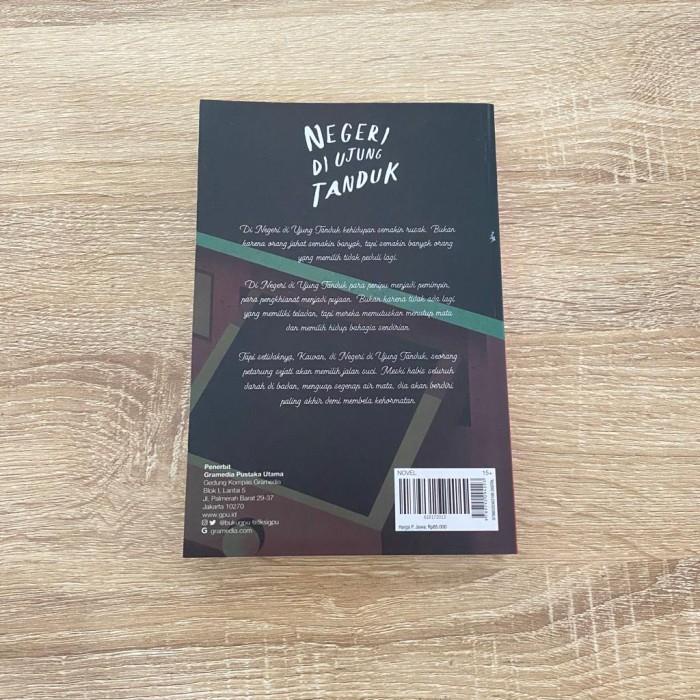 NEGERI
DI UJUNG
TANDUK
Di Negeri di Ujung Tanduk kehidupan semakin rusak. Bukan
karena orang jahat semakin banyak, tapi semakin banyak orang
yang memilih tidak peduli lagi.
Di Negeri di Ujung Tanduk para penipu menjadi pemimpin,
para pengkhianat menjadi pujaan. Bukan karena tidak ada lagi
yang memiliki teladan, tapi mereka memutuskan menutup mata
dan memilih hidup bahagia sendirian.
Tapi setidaknya, Kawan, di Negeri di Ujung Tanduk, seorang
petarung sejati akan memilih jalan suci. Meski habis seluruh
darah di badan, menguap segenap air mata, dia akan berdiri
paling akhir demi membela kehormatan.
Penerbit
Gramedia Pustaka Utama
Gedung Kompas Gramedia
Blok I, Lantai 5
Jl. Palmerah Barat 29-37
Jakarta 10270
www.gpu.id
@bukugpu @fiksigpu
gramedia.com
NOVEL
15+
Harga P. Jawa: Rp85.000